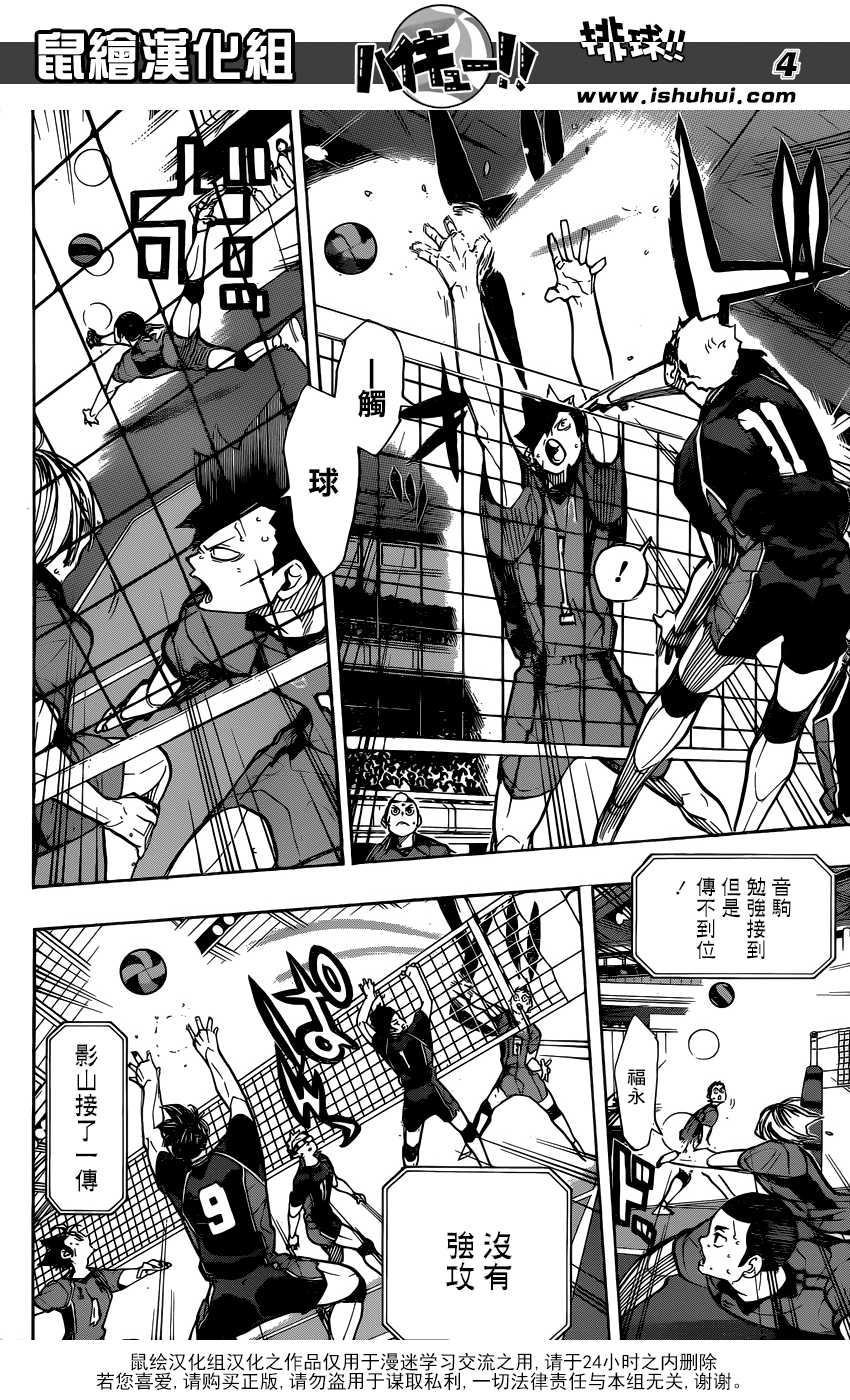 鼠繪漢化組
ハイキュー!!
排球!!
4
www.ishuhui.com
11
1
！
一觸
球
音駒
勉強接到
但是
傳不到位
！
福永
沒有
強攻
1
9
4
影山接了一傳
鼠绘汉化组汉化之作品仅用于漫迷学习交流之用,请于24小时之内删除
若您喜爱,请购买正版,请勿盗用于谋取私利,一切法律责任与本组无关,谢谢。